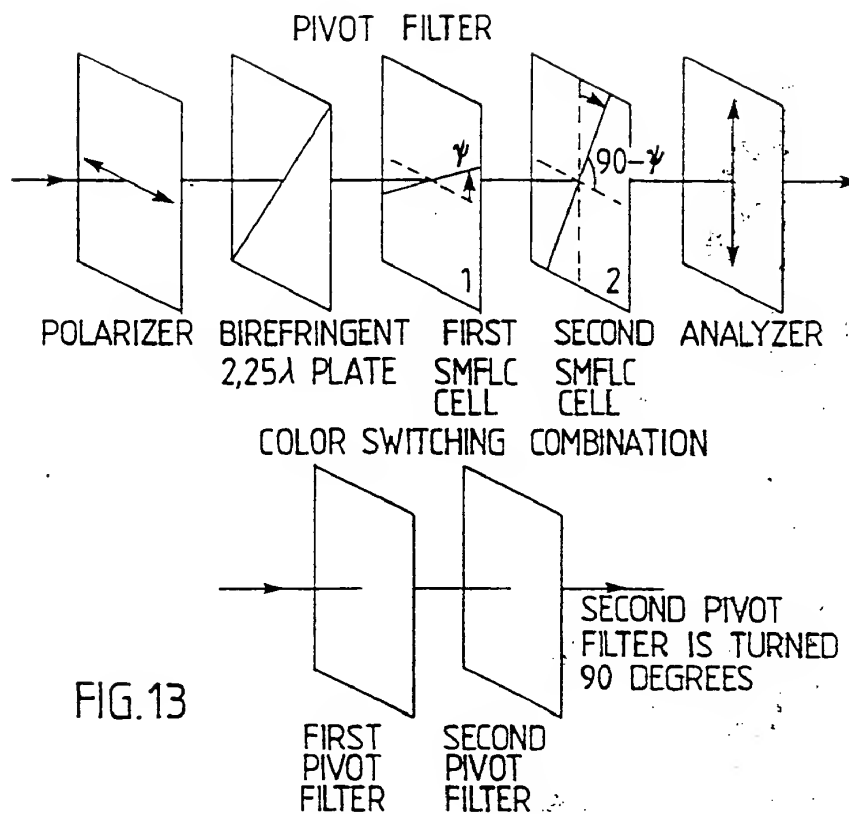 PIVOT FILTER
ψ
90-ψ
1
2
POLARIZER
BIREFRINGENT
2,25λ PLATE
FIRST
SMFLC
CELL
SECOND
SMFLC
CELL
ANALYZER
COLOR SWITCHING COMBINATION
SECOND PIVOT
FILTER IS TURNED
90 DEGREES
FIG.13
FIRST
PIVOT
FILTER
SECOND
PIVOT
FILTER